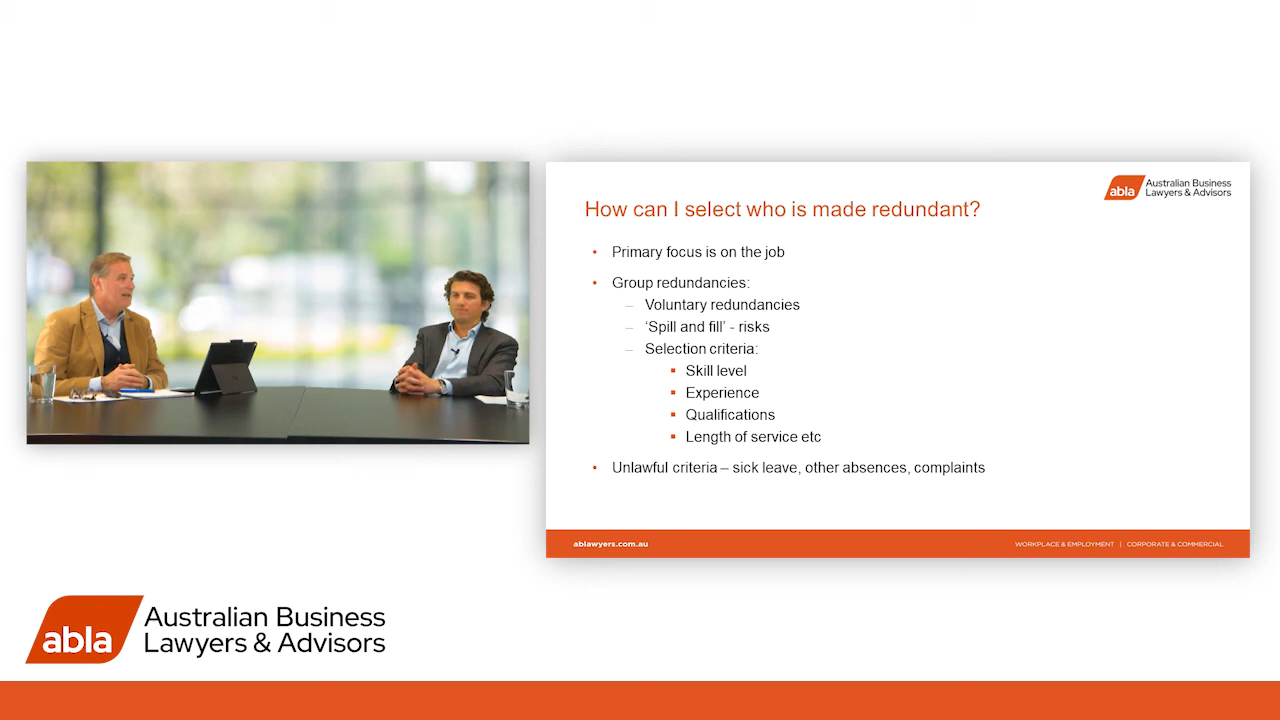 abla
Australian Business
Lawyers & Advisors
How can I select who is made redundant?
• Primary focus is on the job
• Group redundancies:
– Voluntary redundancies
– ‘Spill and fill’ - risks
– Selection criteria:
▪ Skill level
▪ Experience
▪ Qualifications
▪ Length of service etc
• Unlawful criteria – sick leave, other absences, complaints
ablawyers.com.au
WORKPLACE & EMPLOYMENT | CORPORATE & COMMERCIAL
abla
Australian Business
Lawyers & Advisors